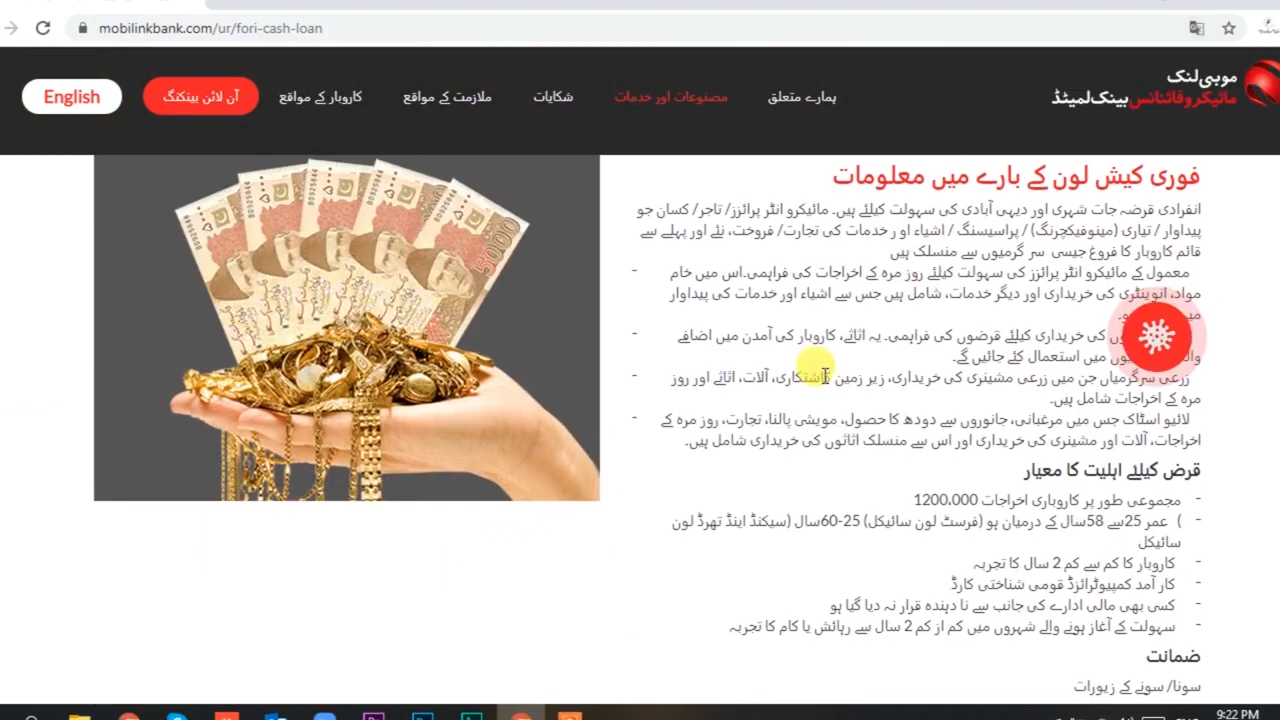 mobilinkbank.com/ur/fori-cash-loan
موبی لنک
مائیکروفائنانس بینک لمیٹڈ
ہمارے متعلق
مصنوعات اور خدمات
شکایات
ملازمت کے مواقع
کاروبار کے مواقع
آن لائن بینکنگ
English
فوری کیش لون کے بارے میں معلومات
انفرادی قرضہ جات شہری اور دیہی آبادی کی سہولت کیلئے ہیں۔ مائیکرو انٹر پرائزز/ تاجر/ کسان جو
پیداوار / تیاری (مینوفیکچرنگ) / پراسیسنگ / اشیاء او ر خدمات کی تجارت/ فروخت، نئے اور پہلے سے
قائم کاروبار کا فروغ جیسی سر گرمیوں سے منسلک ہیں
- معمول کے مائیکرو انٹر پرائزز کی سہولت کیلئے روز مرہ کے اخراجات کی فراہمی۔اس میں خام
مواد، انوینٹری کی خریداری اور دیگر خدمات، شامل ہیں جس سے اشیاء اور خدمات کی پیداوار
- کی خریداری کیلئے قرضوں کی فراہمی۔ یہ اثاثے، کاروبار کی آمدن میں اضافے
میں استعمال کئے جائیں گے۔
- زرعی سرگرمیاں جن میں زرعی مشینری کی خریداری، زیر زمین کاشتکاری، آلات، اثاثے اور روز
مرہ کے اخراجات شامل ہیں۔
- لائیو اسٹاک جس میں مرغبانی، جانوروں سے دودھ کا حصول، مویشی پالنا، تجارت، روز مرہ کے
اخراجات، آلات اور مشینری کی خریداری اور اس سے منسلک اثاثوں کی خریداری شامل ہیں۔
قرض کیلئے اہلیت کا معیار
- مجموعی طور پر کاروباری اخراجات 1200،000
- ) عمر 25سے 58سال کے درمیان ہو (فرسٹ لون سائیکل) 25-60سال (سیکنڈ اینڈ تھرڈ لون
سائیکل
- کاروبار کا کم سے کم 2 سال کا تجربہ
- کار آمد کمپیوٹرائزڈ قومی شناختی کارڈ
- کسی بھی مالی ادارے کی جانب سے نا دہندہ قرار نہ دیا گیا ہو
- سہولت کے آغاز ہونے والے شہروں میں کم از کم 2 سال سے رہائش یا کام کا تجربہ
ضمانت
سونا/ سونے کے زیورات
5000
9:22 PM